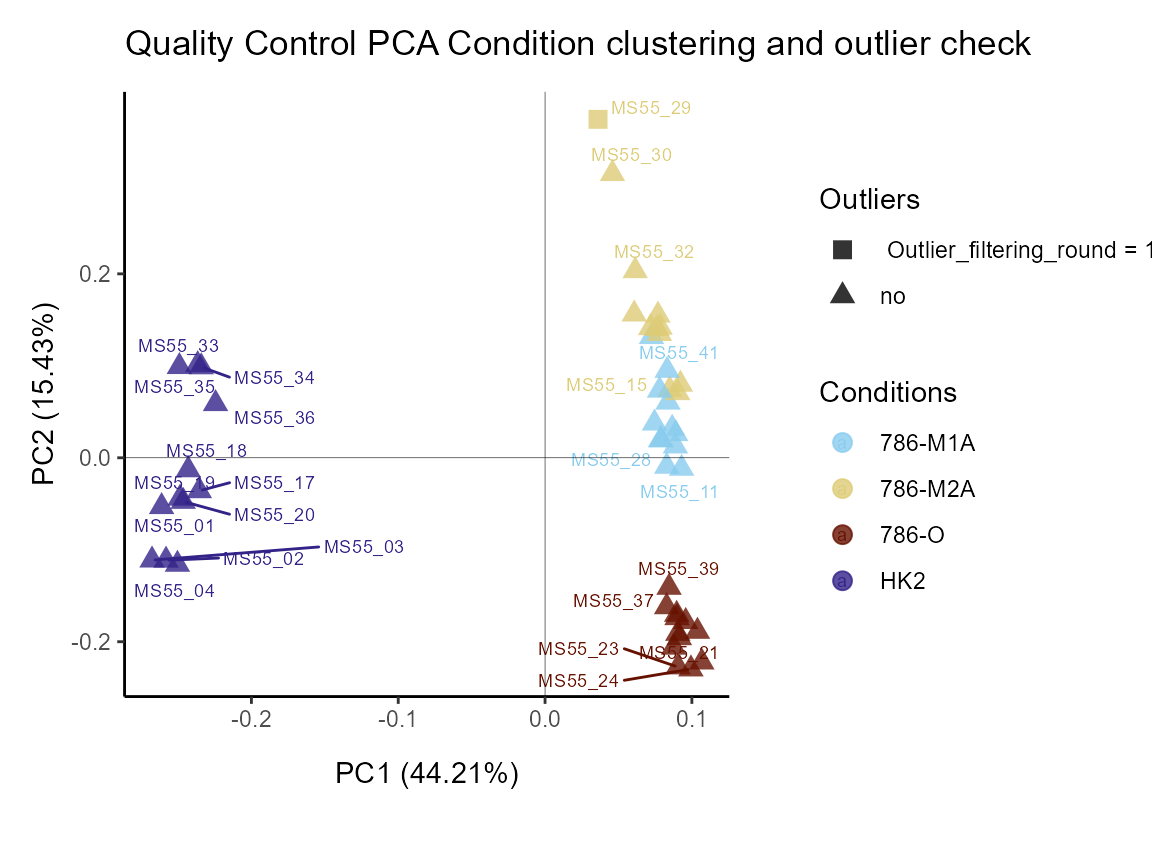 Quality Control PCA Condition clustering and outlier check
MS55_29
MS55_30
MS55_32
MS55_41
MS55_15
MS55_28
MS55_11
MS55_33
MS55_34
MS55_35
MS55_36
MS55_18
MS55_19
MS55_17
MS55_20
MS55_01
MS55_03
MS55_02
MS55_04
MS55_39
MS55_37
MS55_23
MS55_21
MS55_24
0.2
0.0
-0.2
-0.2
-0.1
0.0
0.1
PC2 (15.43%)
PC1 (44.21%)
Outliers
Outlier_filtering_round = 1
no
Conditions
a 786-M1A
a 786-M2A
a 786-O
a HK2